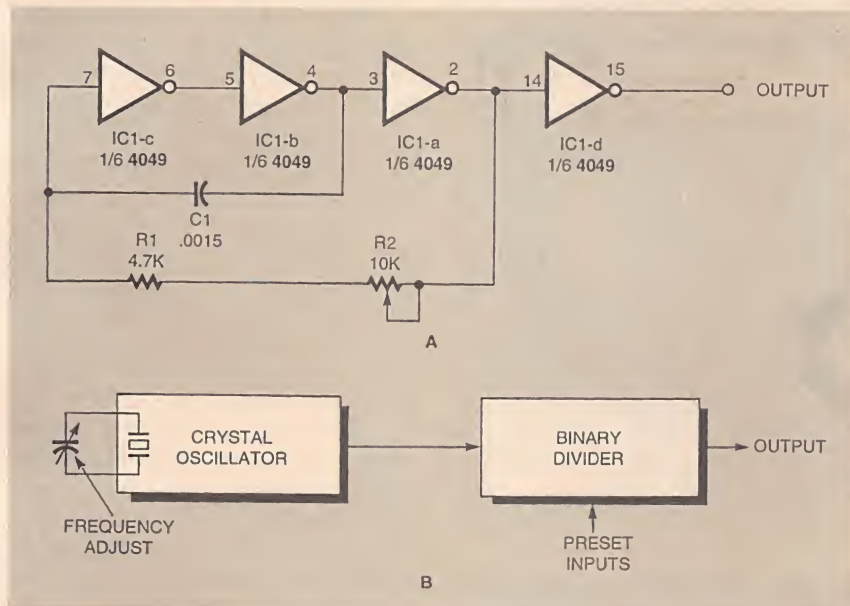 7
6
5
4
3
2
14
15
OUTPUT
IC1-c
1/6 4049
IC1-b
1/6 4049
IC1-a
1/6 4049
IC1-d
1/6 4049
C1
.0015
R1
4.7K
R2
10K
A
CRYSTAL
OSCILLATOR
BINARY
DIVIDER
OUTPUT
FREQUENCY
ADJUST
PRESET
INPUTS
B